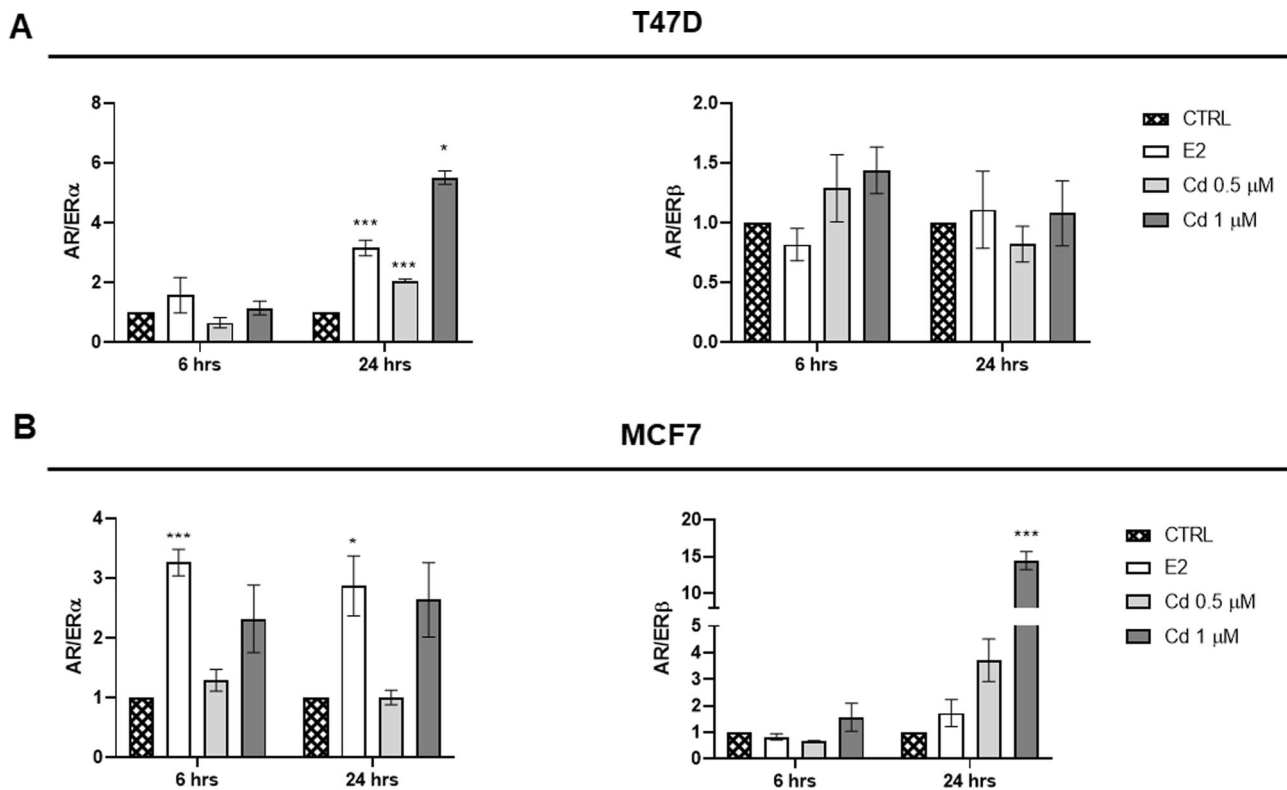 A
T47D
AR/ERα
8
6
4
2
0
***
***
*
6 hrs
24 hrs
AR/ERβ
2.0
1.5
1.0
0.5
0.0
6 hrs
24 hrs
CTRL
E2
Cd 0.5 μM
Cd 1 μM
B
MCF7
AR/ERα
4
3
2
1
0
***
*
6 hrs
24 hrs
AR/ERβ
20
15
10
5
4
3
2
1
0
***
6 hrs
24 hrs
CTRL
E2
Cd 0.5 μM
Cd 1 μM